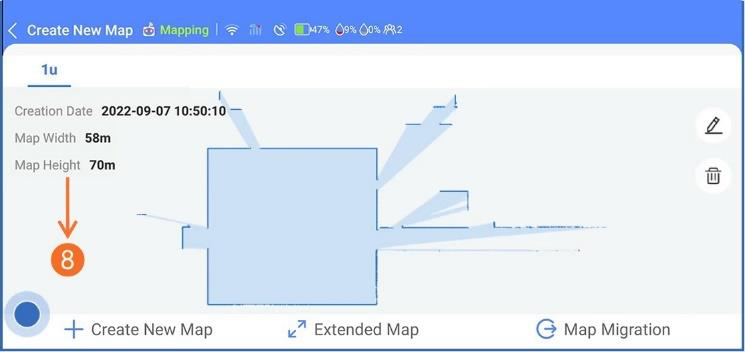 Create New Map Mapping 47% 9% 0% 2
1u
Creation Date 2022-09-07 10:50:10
Map Width 58m
Map Height 70m
8
Create New Map Extended Map Map Migration